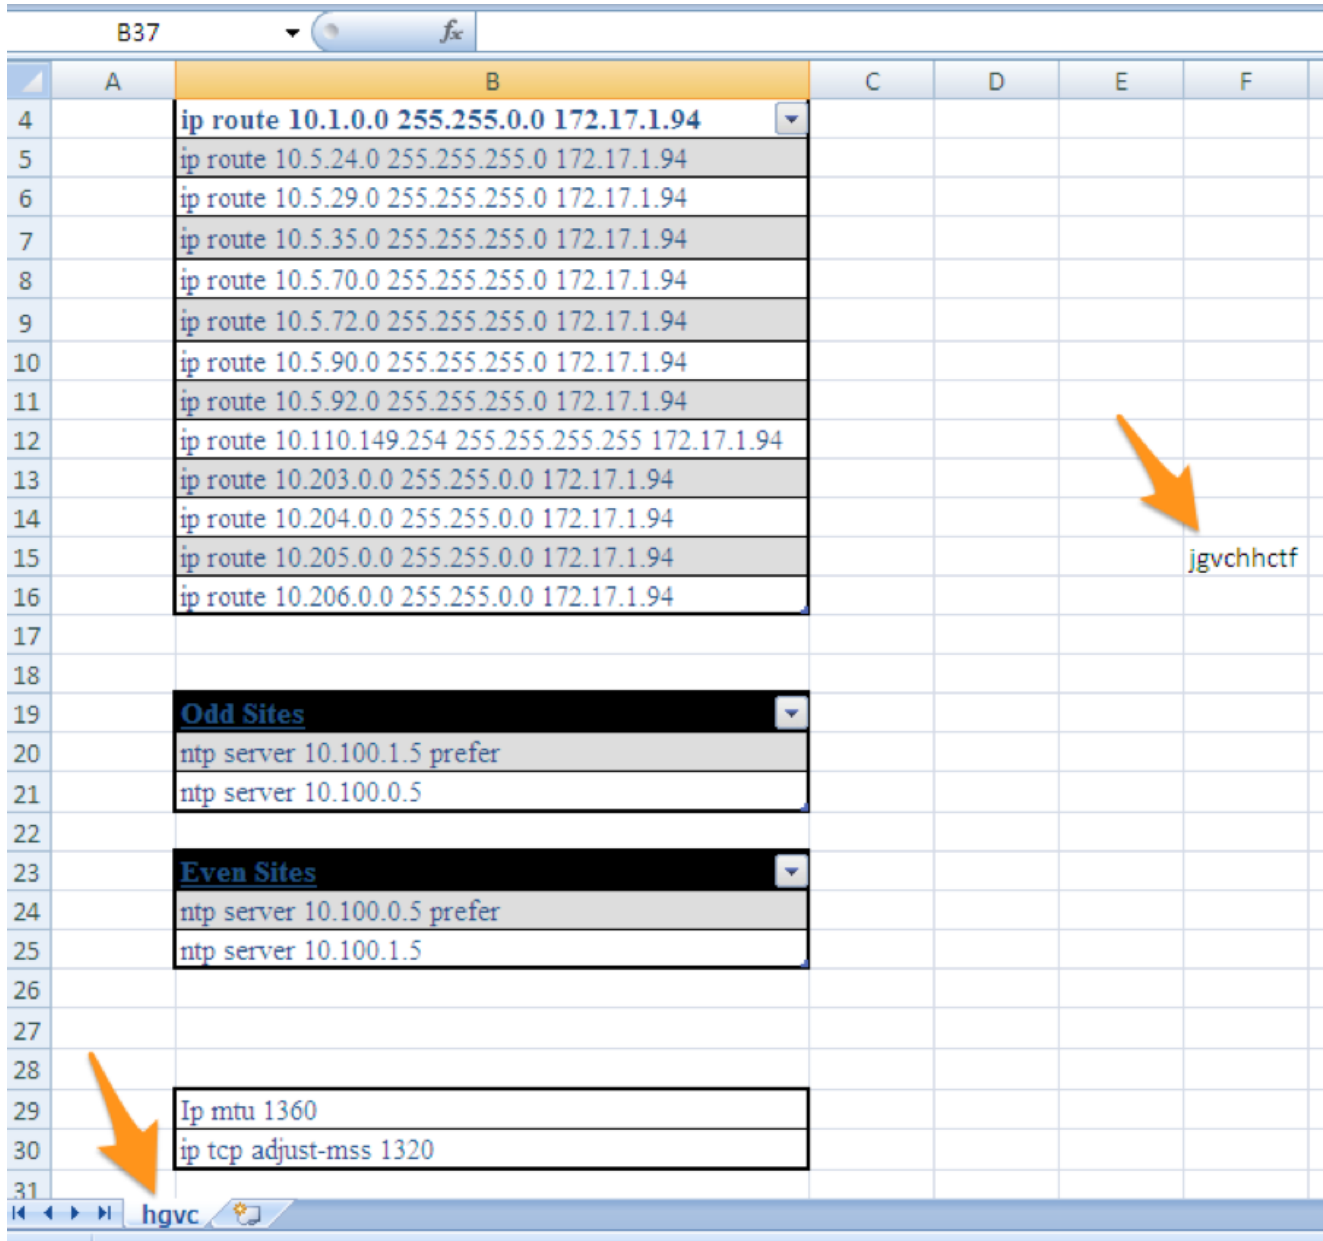 B37 fx
A B C D E F
4 ip route 10.1.0.0 255.255.0.0 172.17.1.94
5 ip route 10.5.24.0 255.255.255.0 172.17.1.94
6 ip route 10.5.29.0 255.255.255.0 172.17.1.94
7 ip route 10.5.35.0 255.255.255.0 172.17.1.94
8 ip route 10.5.70.0 255.255.255.0 172.17.1.94
9 ip route 10.5.72.0 255.255.255.0 172.17.1.94
10 ip route 10.5.90.0 255.255.255.0 172.17.1.94
11 ip route 10.5.92.0 255.255.255.0 172.17.1.94
12 ip route 10.110.149.254 255.255.255.255 172.17.1.94
13 ip route 10.203.0.0 255.255.0.0 172.17.1.94
14 ip route 10.204.0.0 255.255.0.0 172.17.1.94
15 ip route 10.205.0.0 255.255.0.0 172.17.1.94 jgvchhctf
16 ip route 10.206.0.0 255.255.0.0 172.17.1.94
17
18
19 Odd Sites
20 ntp server 10.100.1.5 prefer
21 ntp server 10.100.0.5
22
23 Even Sites
24 ntp server 10.100.0.5 prefer
25 ntp server 10.100.1.5
26
27
28
29 Ip mtu 1360
30 ip tcp adjust-mss 1320
31
hgvc